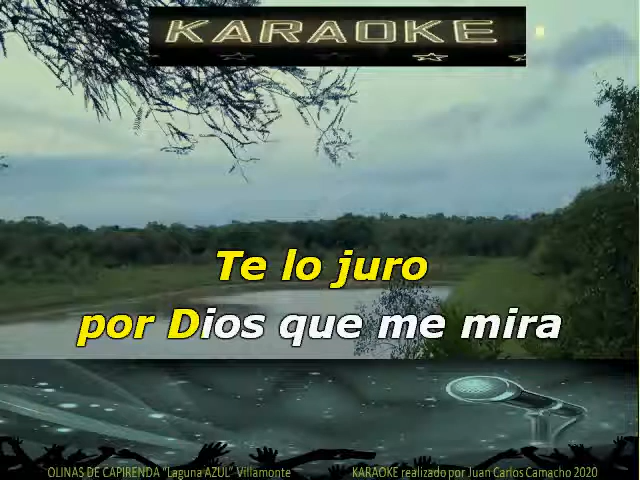 KARAOKE
Te lo juro
por Dios que me mira
OLINAS DE CAPIRENDA "Laguna AZUL" Villamonte
KARAOKE realizado por Juan Carlos Camacho 2020